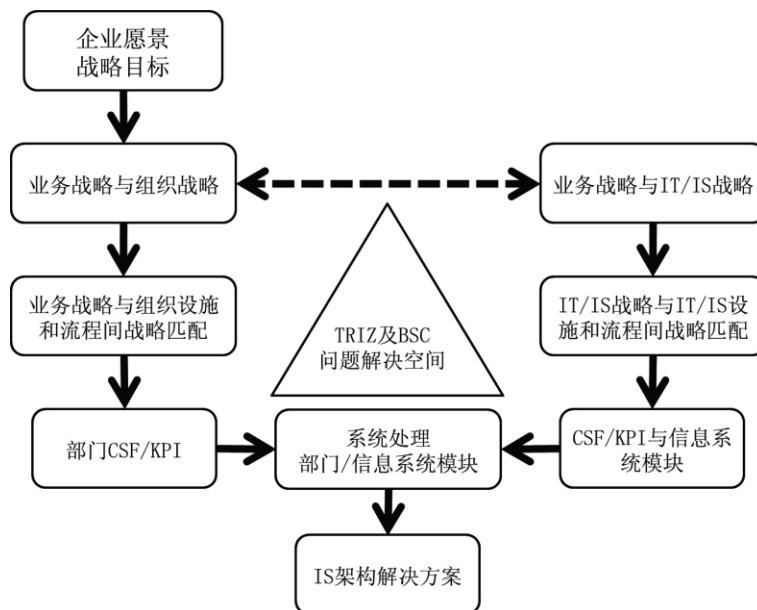 企业愿景
战略目标
业务战略与组织战略
业务战略与IT/IS战略
业务战略与组织设施
和流程间战略匹配
TRIZ及BSC
问题解决空间
IT/IS战略与IT/IS设
施和流程间战略匹配
部门CSF/KPI
系统处理
部门/信息系统模块
CSF/KPI与信息系
统模块
IS架构解决方案